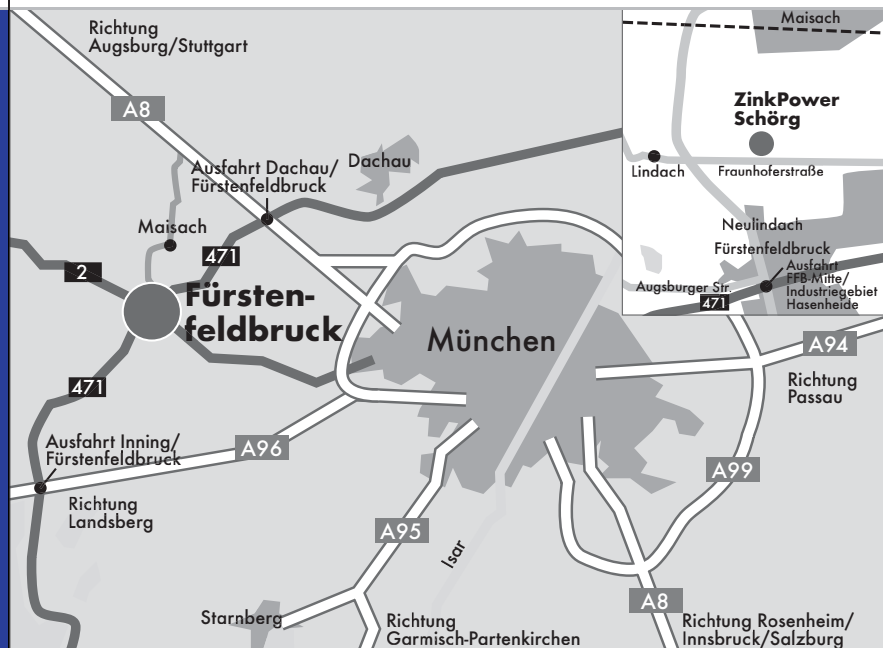 Richtung
Augsburg/Stuttgart
A8
Ausfahrt Dachau/
Fürstenfeldbruck
Dachau
Maisach
471
2
Fürsten-
feldbruck
München
471
Ausfahrt Inning/
Fürstenfeldbruck
A96
Richtung
Landsberg
A95
Isar
Starnberg
Richtung
Garmisch-Partenkirchen
A8
Richtung Rosenheim/
Innsbruck/Salzburg
A99
A94
Richtung
Passau
Maisach
ZinkPower
Schörg
Lindach
Fraunhoferstraße
Neulindach
Fürstenfeldbruck
Augsburger Str.
471
Ausfahrt
FFB-Mitte/
Industriegebiet
Hasenheide